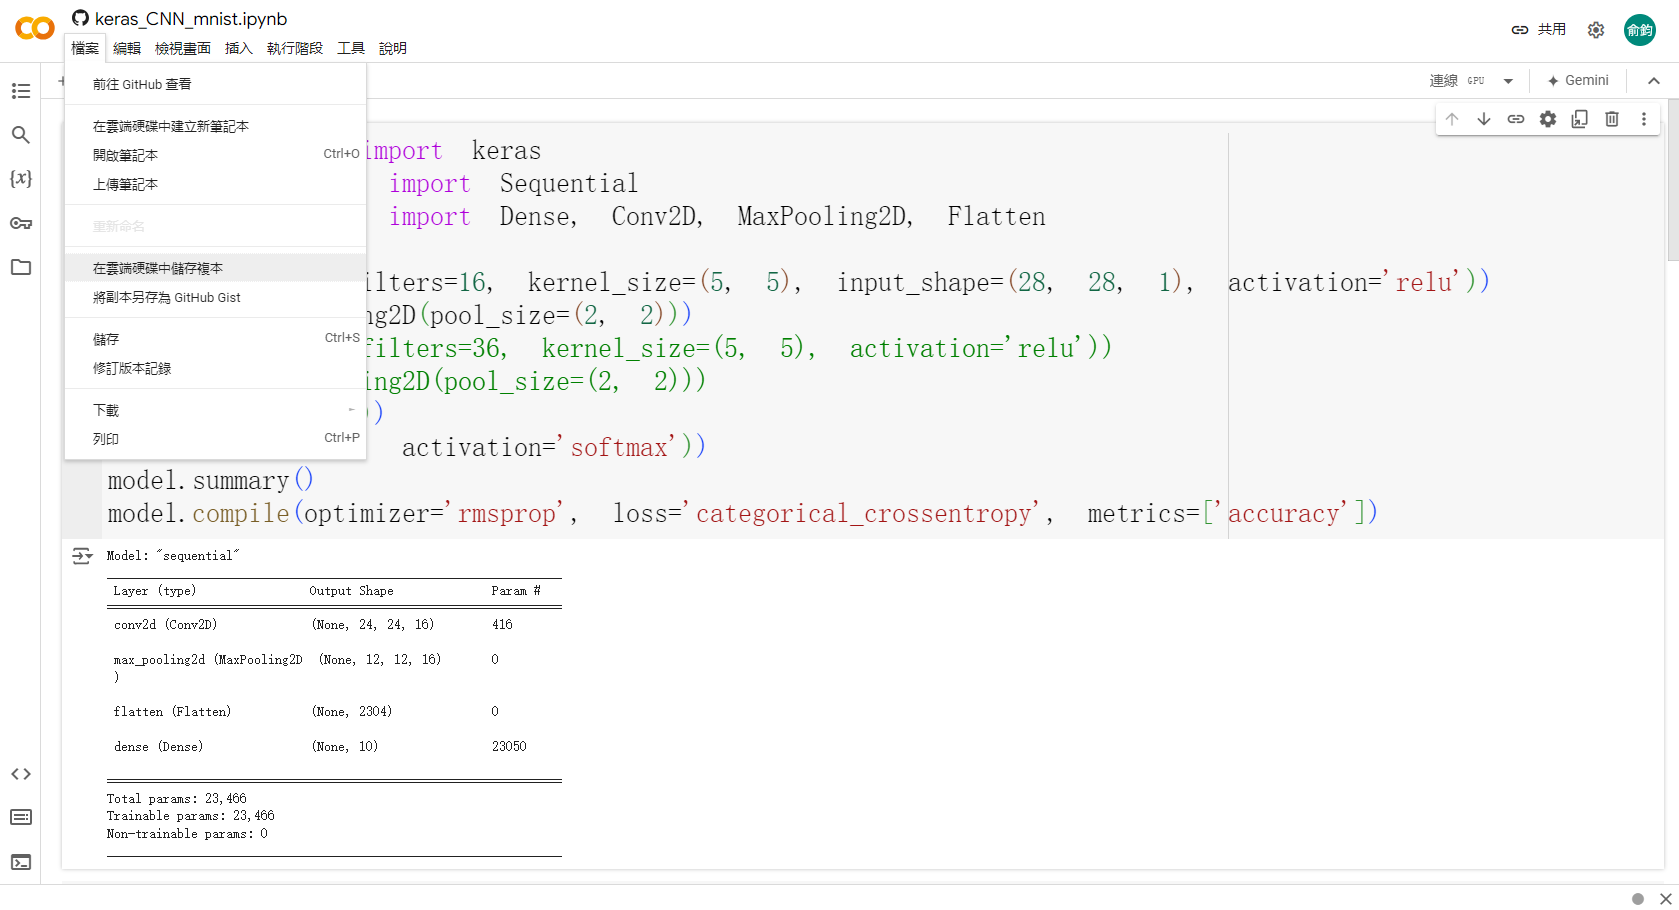 keras_CNN_mnist.ipynb
檔案 編輯 檢視畫面 插入 執行階段 工具 說明
共用
俞鈞
連線 GPU
Gemini
前往 GitHub 查看
在雲端硬碟中建立新筆記本
開啟筆記本 Ctrl+O
上傳筆記本
重新命名
在雲端硬碟中儲存複本
將副本另存為 GitHub Gist
儲存 Ctrl+S
修訂版本記錄
下載
列印 Ctrl+P
import keras
import Sequential
import Dense, Conv2D, MaxPooling2D, Flatten
ilters=16, kernel_size=(5, 5), input_shape=(28, 28, 1), activation='relu'))
ng2D(pool_size=(2, 2)))
filters=36, kernel_size=(5, 5), activation='relu'))
ing2D(pool_size=(2, 2)))
))
activation='softmax'))
model.summary()
model.compile(optimizer='rmsprop', loss='categorical_crossentropy', metrics=['accuracy'])
Model: "sequential"
Layer (type) Output Shape Param #
conv2d (Conv2D) (None, 24, 24, 16) 416
max_pooling2d (MaxPooling2D (None, 12, 12, 16) 0
)
flatten (Flatten) (None, 2304) 0
dense (Dense) (None, 10) 23050
Total params: 23,466
Trainable params: 23,466
Non-trainable params: 0